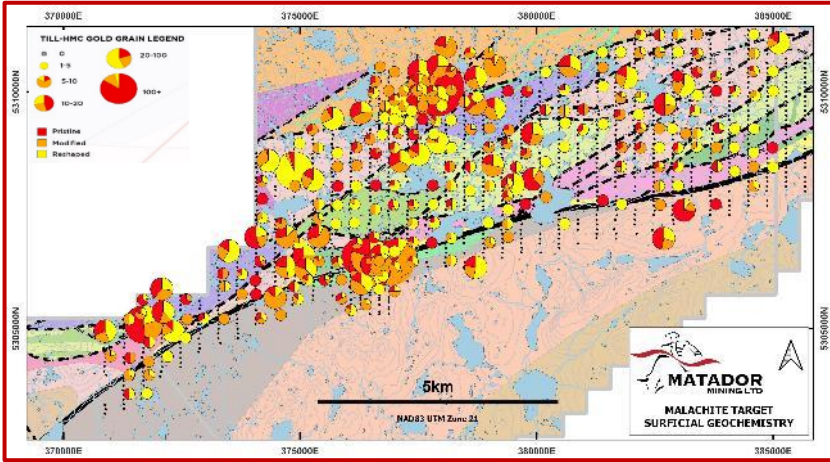 370000E 375000E 380000E 385000E
TILL-HMC GOLD GRAIN LEGEND
0 20-100
1-5
5-10
100+
10-20
Pristine
Modified
Reshaped
5310000N 5310000N
5305000N 5305000N
5km
NAD83 UTM Zone 21
MATADOR
MINING LTD
MALACHITE TARGET
SURFICIAL GEOCHEMISTRY
370000E 375000E 380000E 385000E